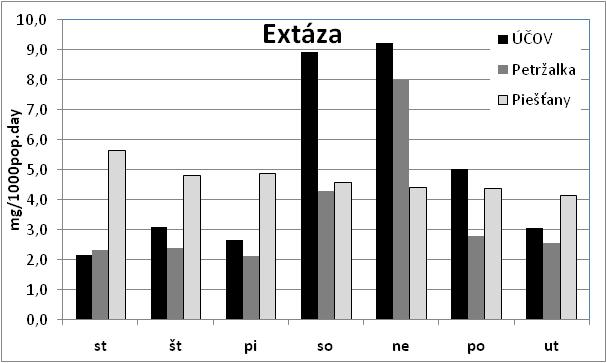 Extáza
mg/1000pop.day
10,0
9,0
8,0
7,0
6,0
5,0
4,0
3,0
2,0
1,0
0,0
ÚČOV
Petržalka
Piešťany
st št pi so ne po ut